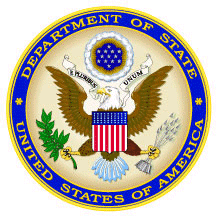 DEPARTMENT OF STATE
E PLURIBUS UNUM
UNITED STATES OF AMERICA